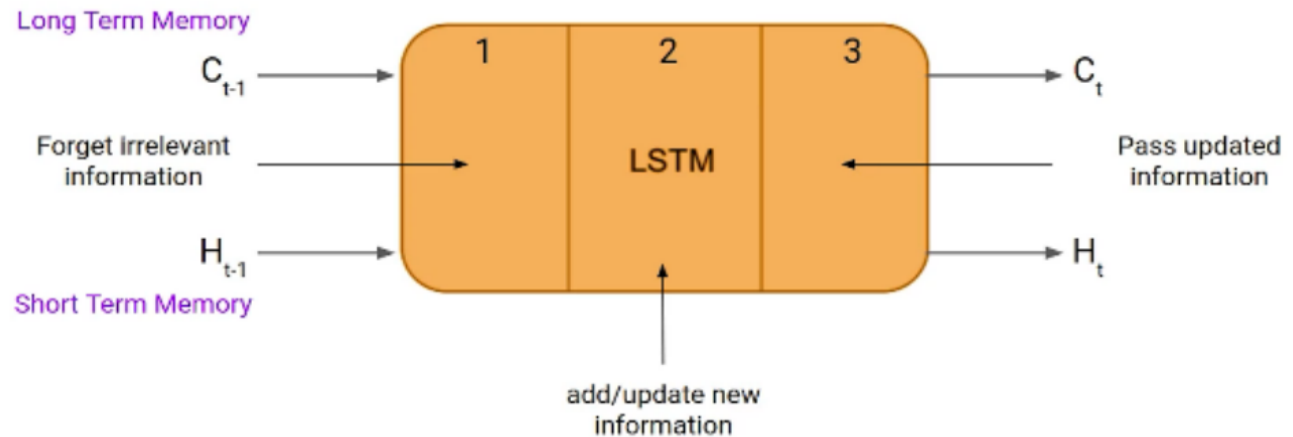 Long Term Memory
1 2 3
C t-1
C t
Forget irrelevant
information
LSTM
Pass updated
information
H t-1
H t
Short Term Memory
add/update new
information